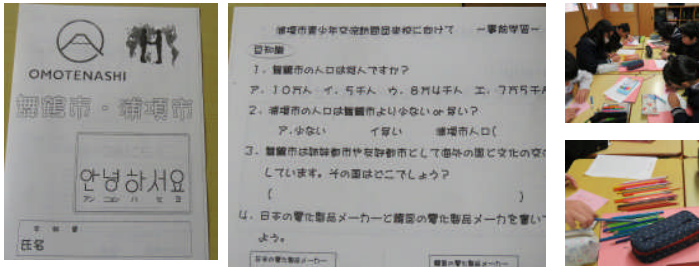 OMOTENASHI
舞鶴市・浦項市
안녕하서요
アン ニョン ハ セ ヨ
年 組 番
氏名
浦項市青少年交流訪問団来校に向けて －事前学習－
豆知識
1．舞鶴市の人口は何人ですか？
ア．10万人 イ．5千人 ウ．8万4千人 エ．7万5千人
2．浦項市の人口は舞鶴市より少ない or 多い？
ア．少ない イ多い 浦項市人口(
3．舞鶴市は姉妹都市や友好都市として海外の国と文化の交
しています。その国はどこでしょう？
( )
4．日本の電化製品メーカーと韓国の電化製品メーカを書い
よう。
日本の電化製品メーカー
韓国の電化製品メーカー